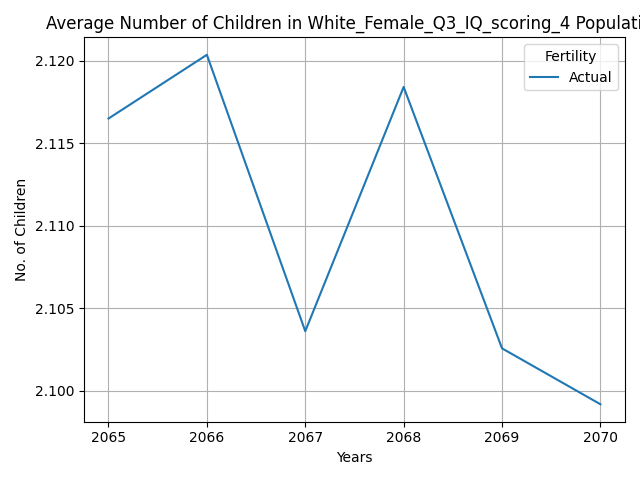 Average Number of Children in White_Female_Q3_IQ_scoring_4 Populati
Fertility
Actual
2.120
2.115
2.110
2.105
2.100
No. of Children
2065 2066 2067 2068 2069 2070
Years